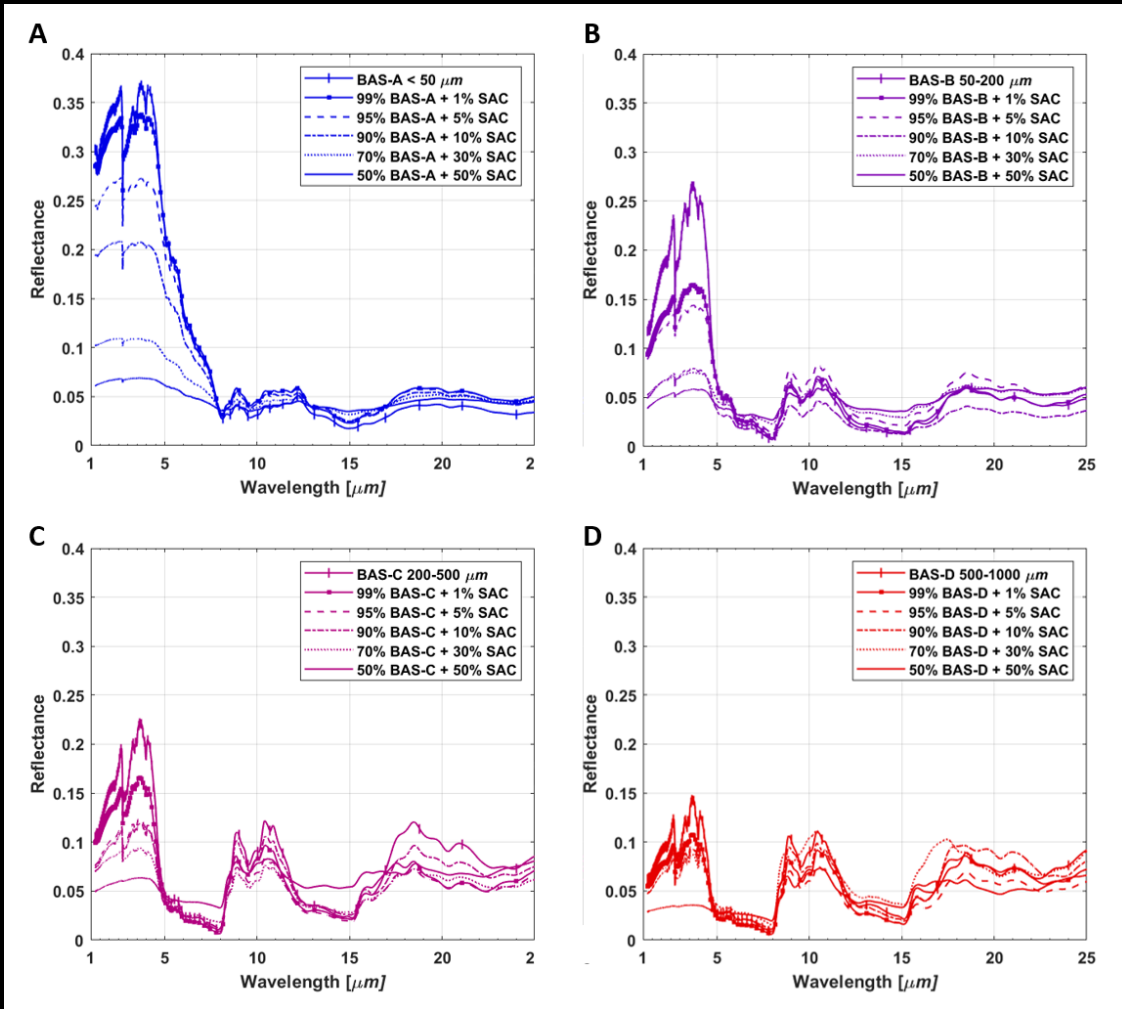 A
0.4
0.35
0.3
0.25
0.2
0.15
0.1
0.05
0
Reflectance
1 5 10 15 20 2
Wavelength [μm]
BAS-A < 50 μm
99% BAS-A + 1% SAC
95% BAS-A + 5% SAC
90% BAS-A + 10% SAC
70% BAS-A + 30% SAC
50% BAS-A + 50% SAC
B
0.4
0.35
0.3
0.25
0.2
0.15
0.1
0.05
0
Reflectance
1 5 10 15 20 25
Wavelength [μm]
BAS-B 50-200 μm
99% BAS-B + 1% SAC
95% BAS-B + 5% SAC
90% BAS-B + 10% SAC
70% BAS-B + 30% SAC
50% BAS-B + 50% SAC
C
0.4
0.35
0.3
0.25
0.2
0.15
0.1
0.05
0
Reflectance
1 5 10 15 20 2
Wavelength [μm]
BAS-C 200-500 μm
99% BAS-C + 1% SAC
95% BAS-C + 5% SAC
90% BAS-C + 10% SAC
70% BAS-C + 30% SAC
50% BAS-C + 50% SAC
D
0.4
0.35
0.3
0.25
0.2
0.15
0.1
0.05
0
Reflectance
1 5 10 15 20 25
Wavelength [μm]
BAS-D 500-1000 μm
99% BAS-D + 1% SAC
95% BAS-D + 5% SAC
90% BAS-D + 10% SAC
70% BAS-D + 30% SAC
50% BAS-D + 50% SAC